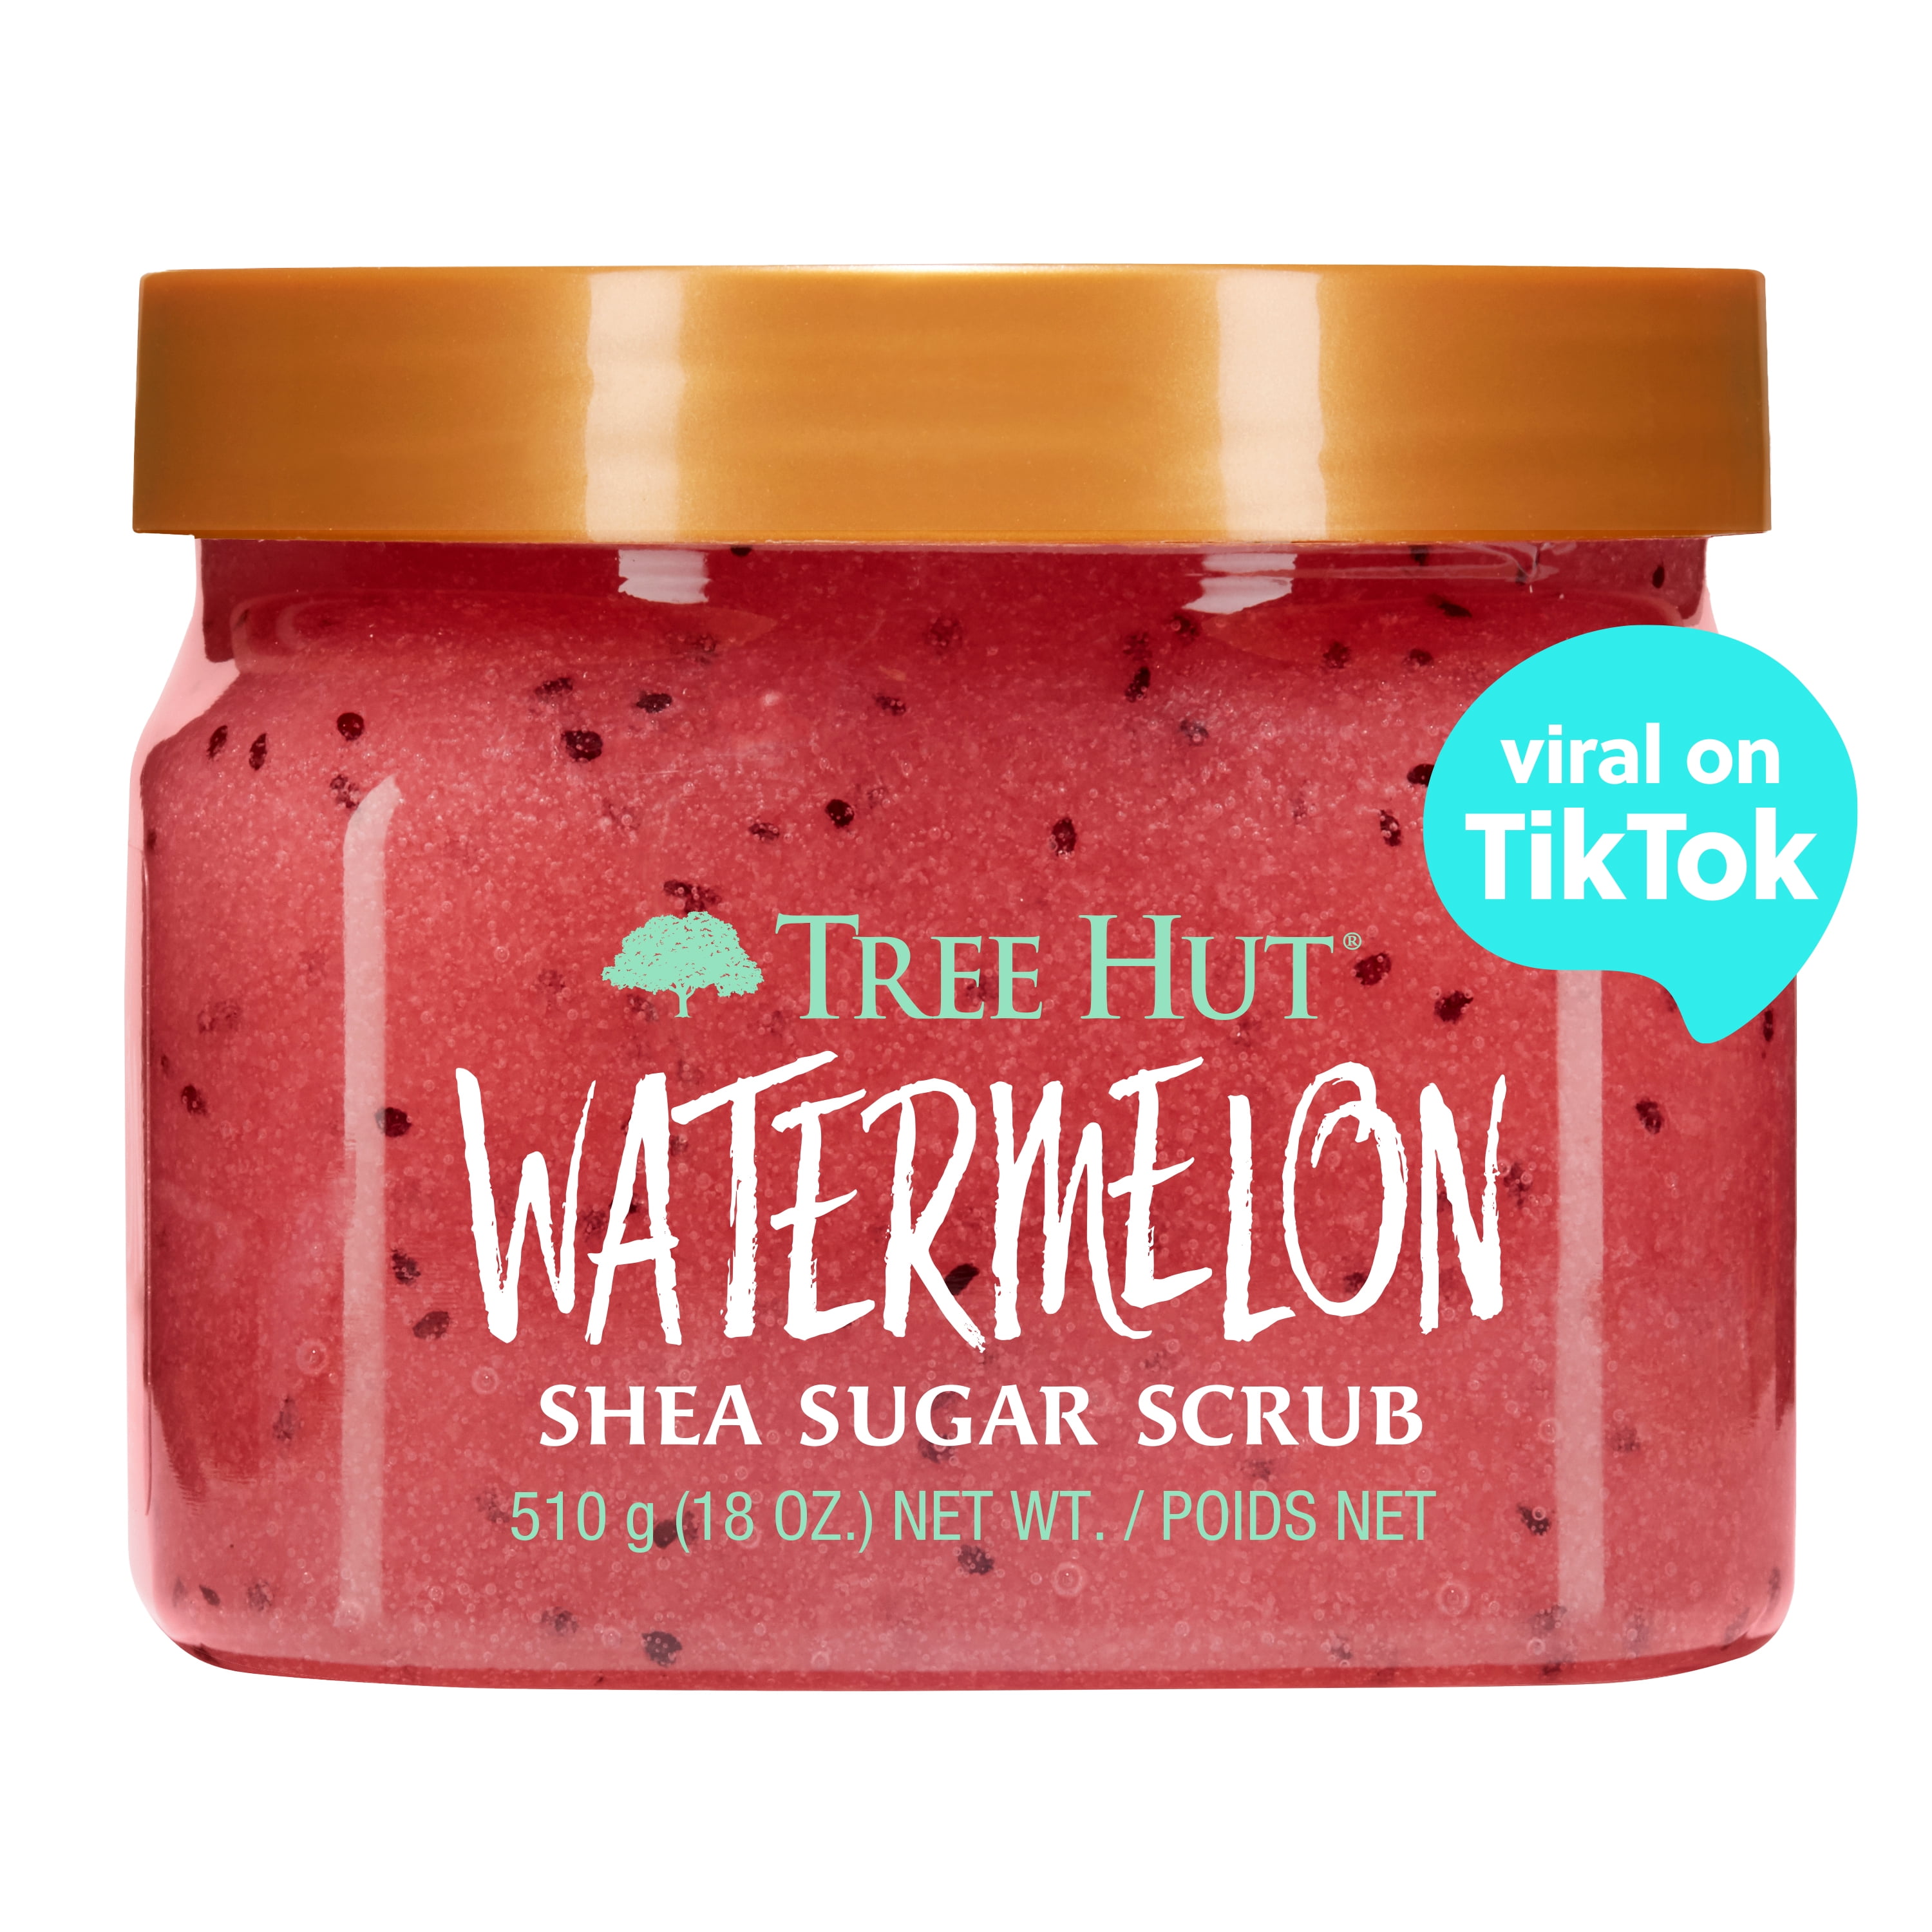 viral on
TikTok
TREE HUT®
WATERMELON
SHEA SUGAR SCRUB
510 g (18 OZ.) NET WT. / POIDS NET